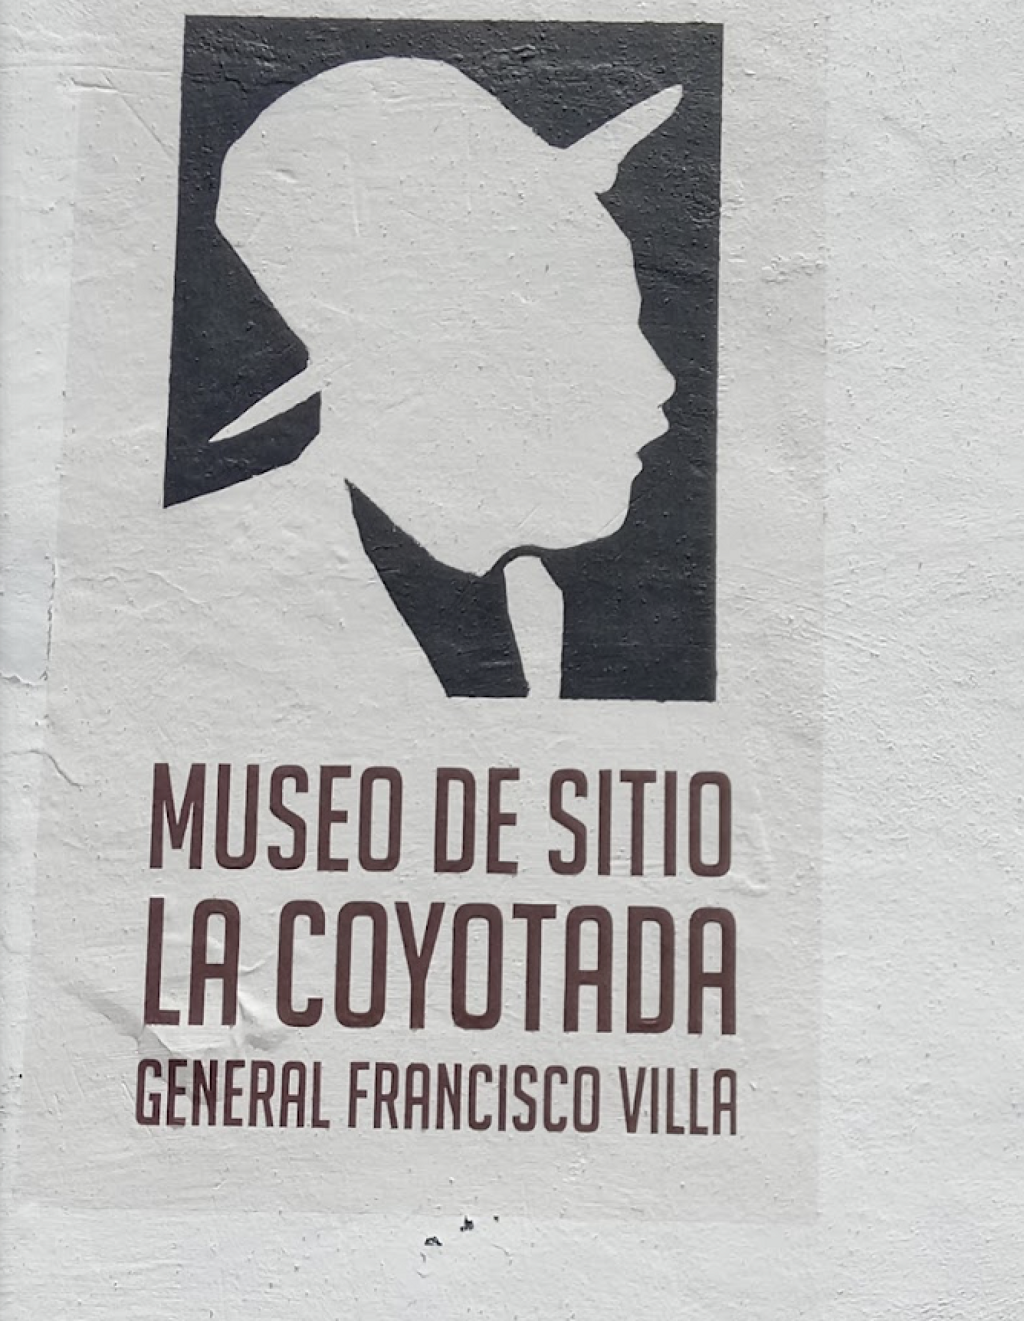 MUSEO DE SITIO
LA COYOTADA
GENERAL FRANCISCO VILLA